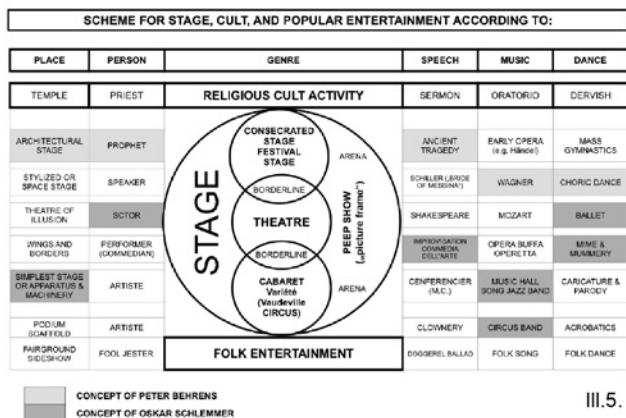 SCHEME FOR STAGE, CULT, AND POPULAR ENTERTAINMENT ACCORDING TO:
PLACE PERSON GENRE SPEECH MUSIC DANCE
TEMPLE PRIEST RELIGIOUS CULT ACTIVITY SERMON ORATORIO DERVISH
ARCHITECTURAL
STAGE
PROPHET
CONSECRATED
STAGE
FESTIVAL
STAGE
ARENA
ANCIENT
TRAGEDY
EARLY OPERA
(e.g. Händel)
MASS
GYMNASTICS
STYLIZED OR
SPACE STAGE
SPEAKER
BORDERLINE
SCHILLER (BRIDE
OF MESSINA")
WAGNER
CHORIC DANCE
STAGE
THEATRE OF
ILLUSION
SCTOR
THEATRE
PEEP SHOW
(„picture frame")
SHAKESPEARE
MOZART
BALLET
WINGS AND
BORDERS
PERFORMER
(COMMEDIAN)
BORDERLINE
IMPROVISATION
COMMEDIA
DELL'ARTE
OPERA BUFFA
OPERETTA
MIME &
MUMMERY
SIMPLEST STAGE
OR APPARATUS &
MACHINERY
ARTISTE
CABARET
Variété
(Vaudeville
CIRCUS)
ARENA
CENFERENCIER
(M.C.)
MUSIC HALL
SONG JAZZ BAND
CARICATURE &
PARODY
PODIUM
SCAFFOLD
ARTISTE
CLOWNERY
CIRCUS BAND
ACROBATICS
FAIRGROUND
SIDESHOW
FOOL JESTER
FOLK ENTERTAINMENT
DOGGEREL BALLAD
FOLK SONG
FOLK DANCE
CONCEPT OF PETER BEHRENS
CONCEPT OF OSKAR SCHLEMMER
III.5.